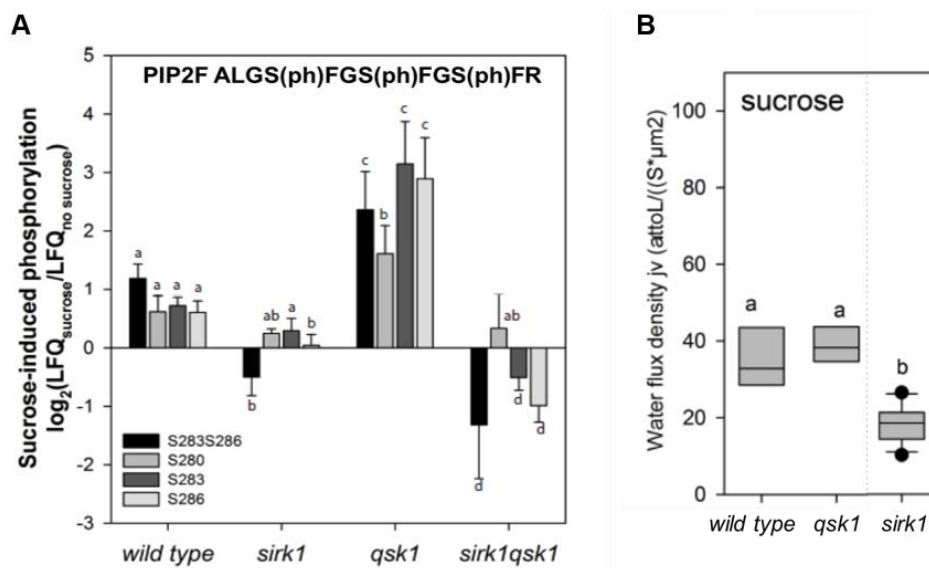 A
PIP2F ALGS(ph)FGS(ph)FGS(ph)FR
Sucrose-induced phosphorylation
log2(LFQsucrose/LFQno sucrose)
5
4
3
2
1
0
-1
-2
-3
a
a
a
a
b
ab
a
b
c
b
c
c
d
ab
d
d
S283S286
S280
S283
S286
wild type
sirk1
qsk1
sirk1qsk1
B
sucrose
Water flux density jv (attoL/((S*µm2)
100
80
60
40
20
0
a
a
b
wild type
qsk1
sirk1